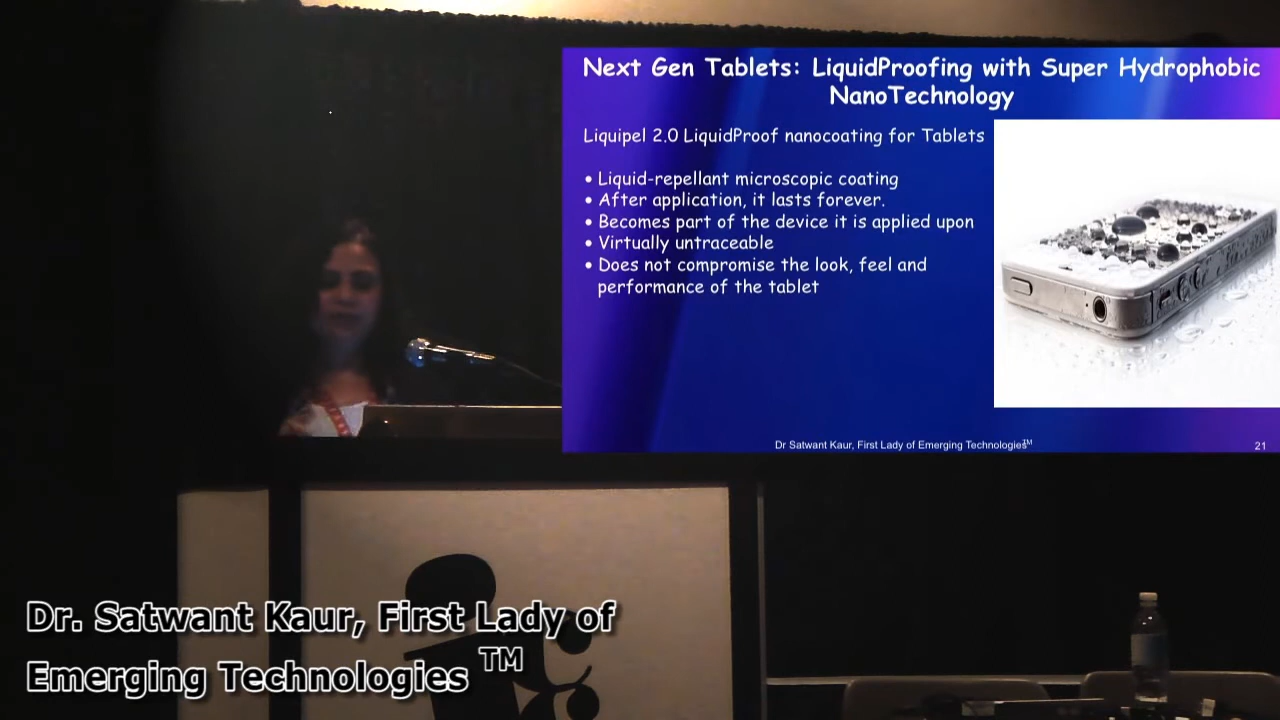 Next Gen Tablets: LiquidProofing with Super Hydrophobic
NanoTechnology
Liquipel 2.0 LiquidProof nanocoating for Tablets
• Liquid-repellant microscopic coating
• After application, it lasts forever.
• Becomes part of the device it is applied upon
• Virtually untraceable
• Does not compromise the look, feel and
performance of the tablet
Dr Satwant Kaur, First Lady of Emerging Technologies™
21
Dr. Satwant Kaur, First Lady of
Emerging Technologies ™